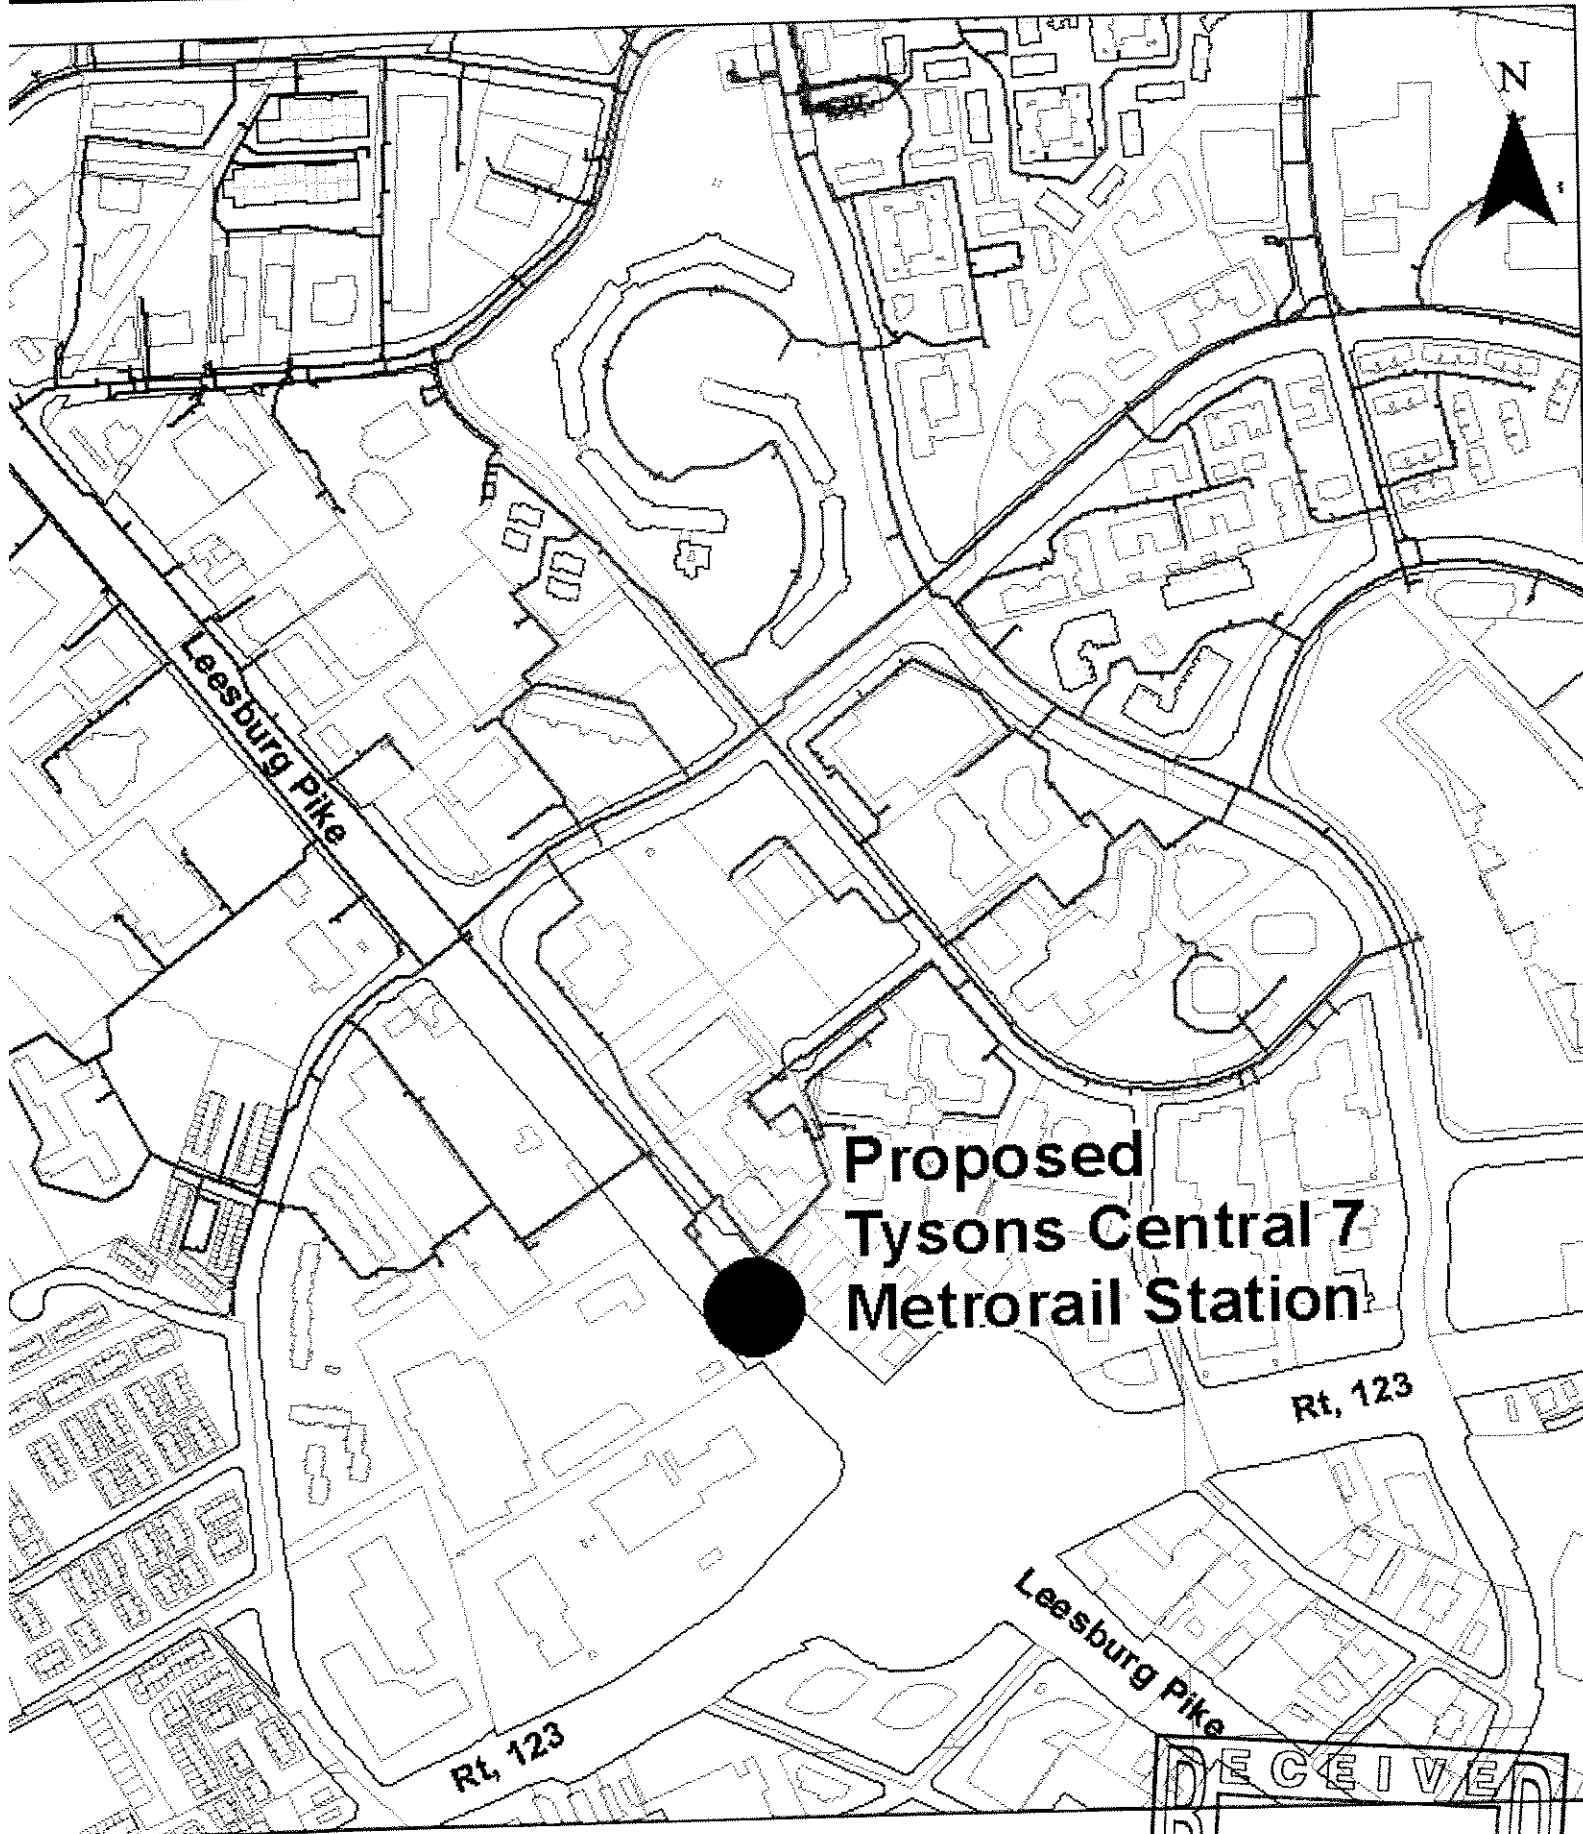 N
Leesburg Pike
Proposed
Tysons Central 7
Metrorail Station
Rt, 123
Leesburg Pike
Rt, 123
RECEIVED